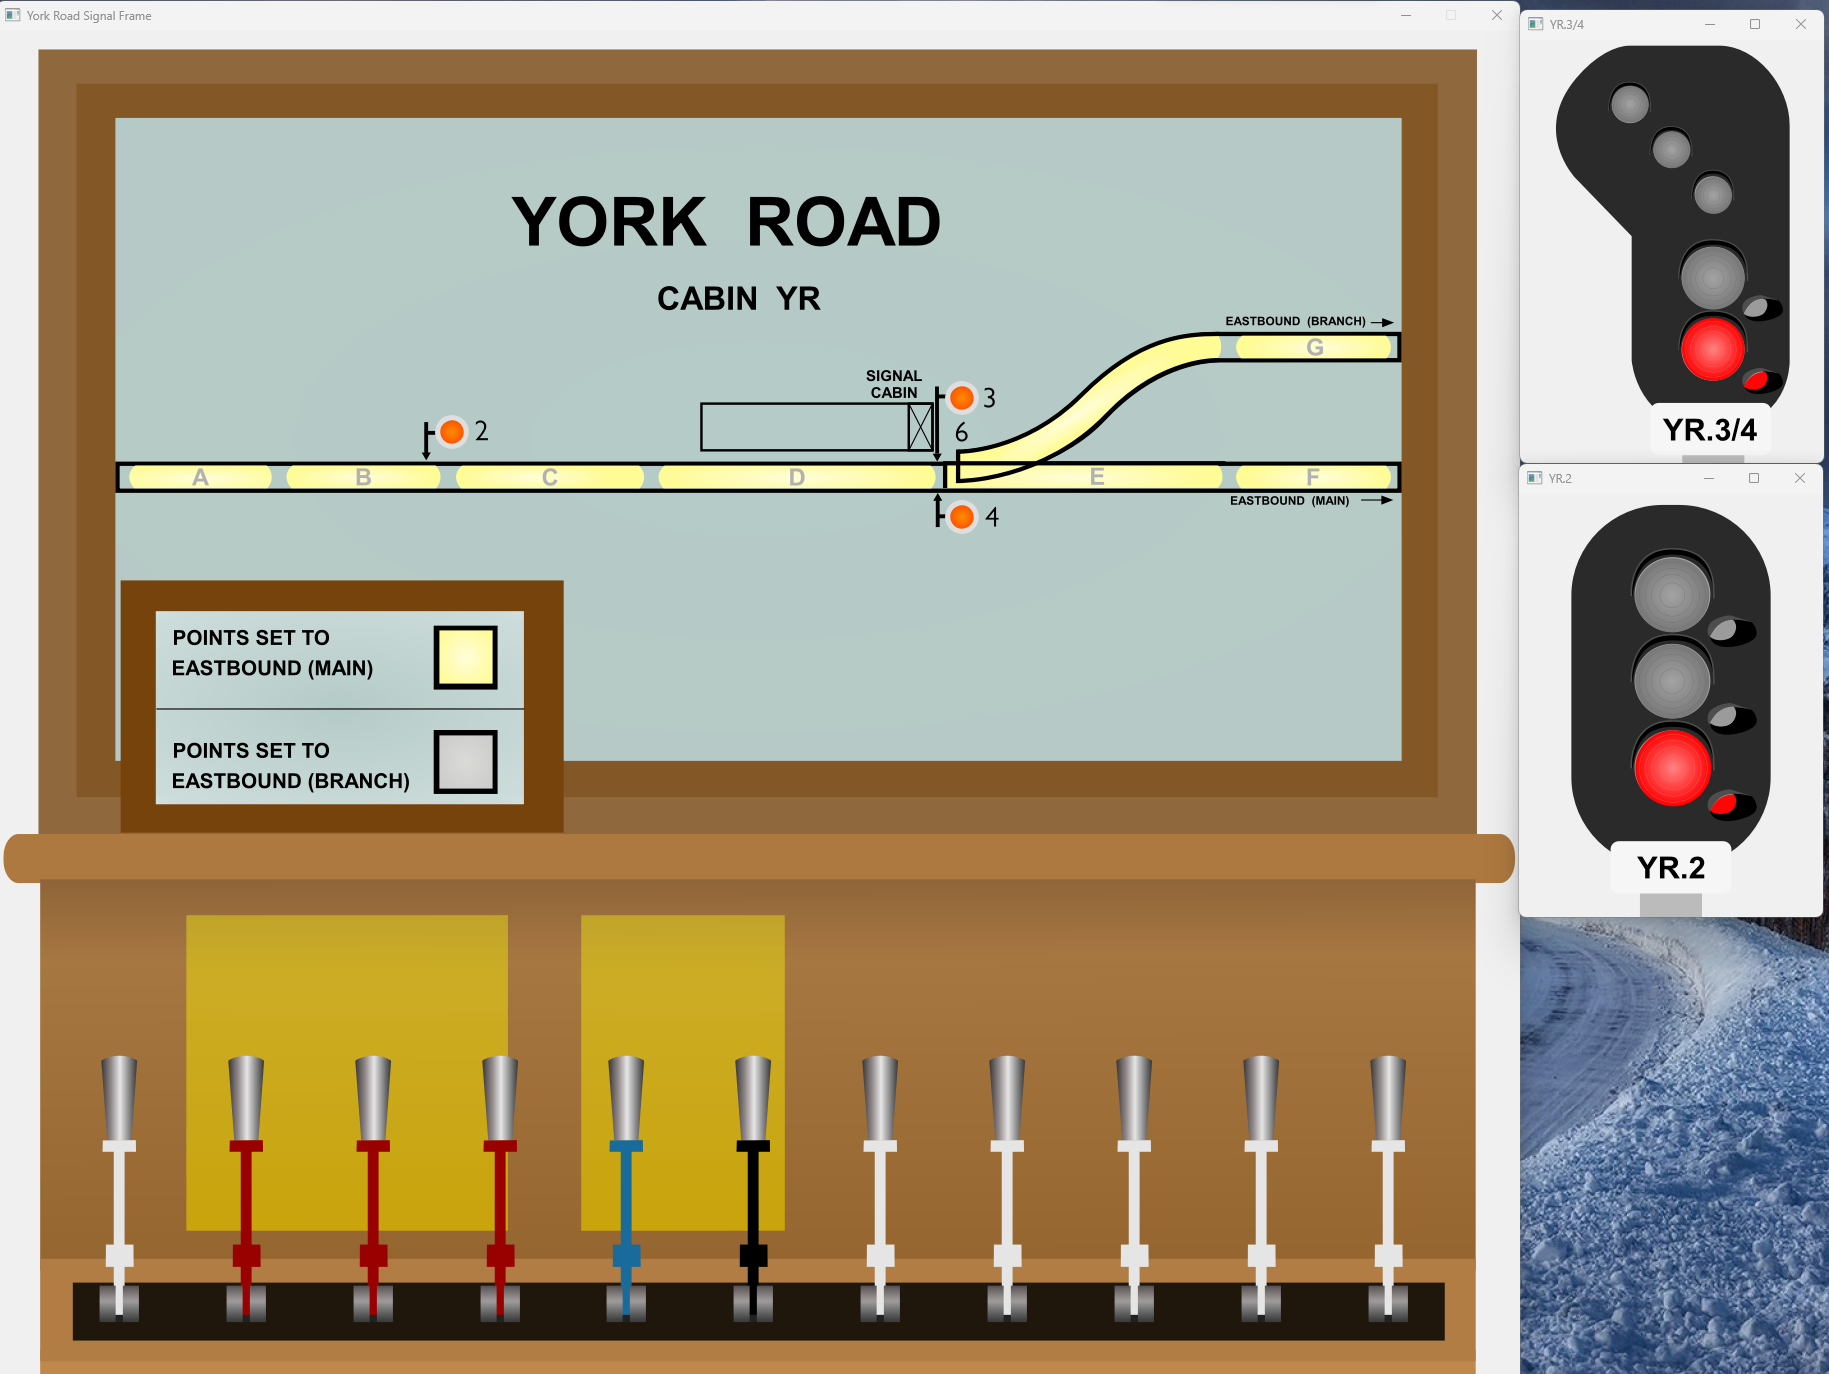 York Road Signal Frame
YORK ROAD
CABIN YR
EASTBOUND (BRANCH)
G
SIGNAL
CABIN
3
2
6
A B C D E F
EASTBOUND (MAIN)
4
POINTS SET TO
EASTBOUND (MAIN)
POINTS SET TO
EASTBOUND (BRANCH)
YR.3/4
YR.3/4
YR.2
YR.2